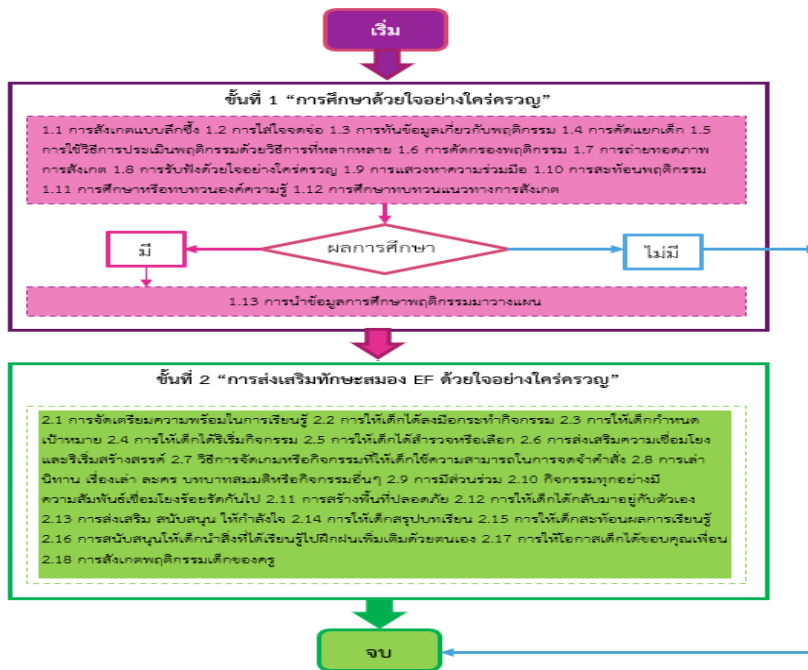 เริ่ม
ขั้นที่ 1 “การศึกษาด้วยใจอย่างใคร่ครวญ”
1.1 การสังเกตแบบลึกซึ้ง 1.2 การใส่ใจจดจ่อ 1.3 การทันข้อมูลเกี่ยวกับพฤติกรรม 1.4 การคัดแยกเด็ก 1.5
การใช้วิธีการประเมินพฤติกรรมด้วยวิธีการที่หลากหลาย 1.6 การคัดกรองพฤติกรรม 1.7 การถ่ายทอดภาพ
การสังเกต 1.8 การรับฟังด้วยใจอย่างใคร่ครวญ 1.9 การแสวงหาความร่วมมือ 1.10 การสะท้อนพฤติกรรม
1.11 การศึกษาหรือทบทวนองค์ความรู้ 1.12 การศึกษาทบทวนแนวทางการสังเกต
มี
ผลการศึกษา
ไม่มี
1.13 การนำข้อมูลการศึกษาพฤติกรรมมาวางแผน
ขั้นที่ 2 “การส่งเสริมทักษะสมอง EF ด้วยใจอย่างใคร่ครวญ”
2.1 การจัดเตรียมความพร้อมในการเรียนรู้ 2.2 การให้เด็กได้ลงมือกระทำกิจกรรม 2.3 การให้เด็กกำหนด
เป้าหมาย 2.4 การให้เด็กได้ริเริ่มกิจกรรม 2.5 การให้เด็กได้สำรวจหรือเลือก 2.6 การส่งเสริมความเชื่อมโยง
และริเริ่มสร้างสรรค์ 2.7 วิธีการจัดเกมหรือกิจกรรมที่ให้เด็กใช้ความสามารถในการจดจำคำสั่ง 2.8 การเล่า
นิทาน เรื่องเล่า ละคร บทบาทสมมติหรือกิจกรรมอื่นๆ 2.9 การมีส่วนร่วม 2.10 กิจกรรมทุกอย่างมี
ความสัมพันธ์เชื่อมโยงร้อยรัดกันไป 2.11 การสร้างพื้นที่ปลอดภัย 2.12 การให้เด็กได้กลับมาอยู่กับตัวเอง
2.13 การส่งเสริม สนับสนุน ให้กำลังใจ 2.14 การให้เด็กสรุปบทเรียน 2.15 การให้เด็กสะท้อนผลการเรียนรู้
2.16 การสนับสนุนให้เด็กนำสิ่งที่ได้เรียนรู้ไปฝึกฝนเพิ่มเติมด้วยตนเอง 2.17 การให้โอกาสเด็กได้ขอบคุณเพื่อน
2.18 การสังเกตพฤติกรรมเด็กของครู
จบ